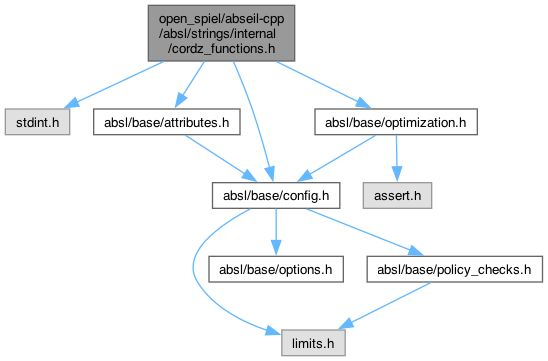 open_spiel/abseil-cpp
/absl/strings/internal
/cordz_functions.h
stdint.h
absl/base/attributes.h
absl/base/optimization.h
absl/base/config.h
assert.h
absl/base/options.h
absl/base/policy_checks.h
limits.h